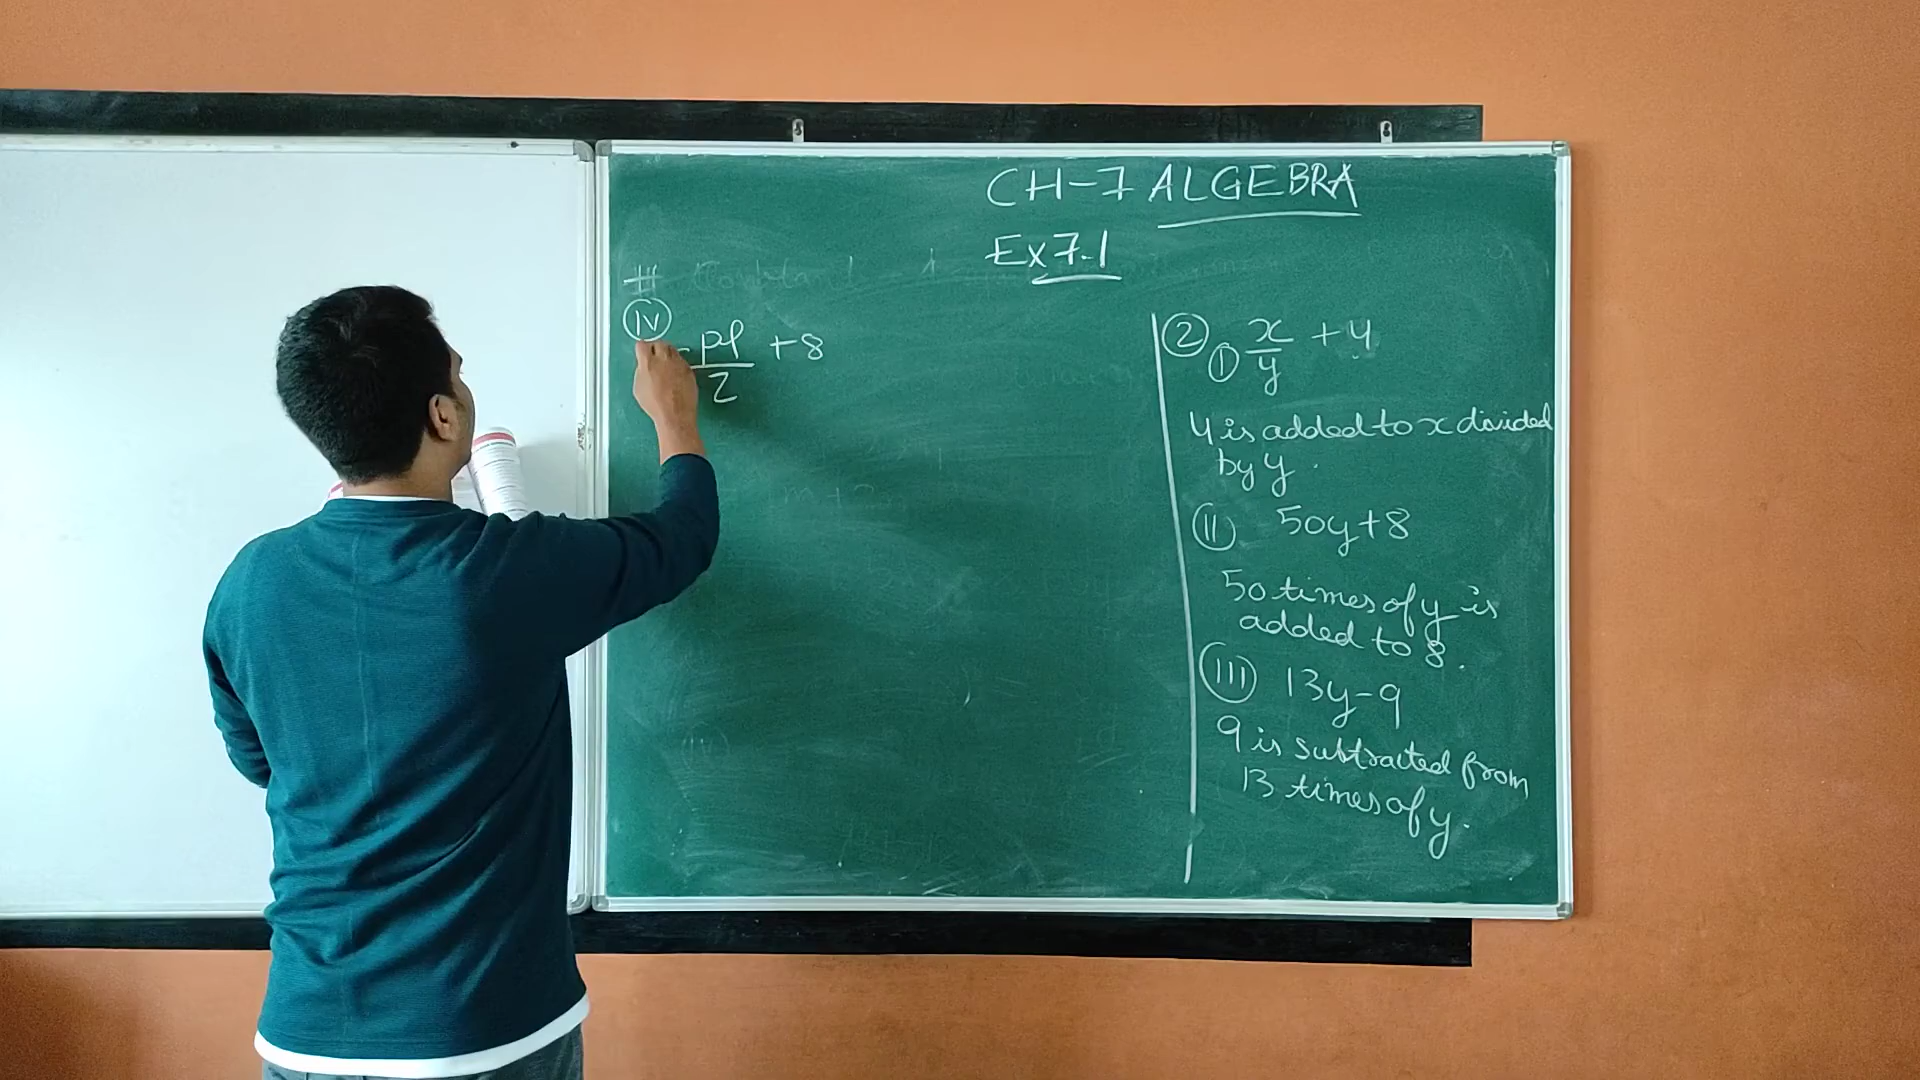 CH-7 ALGEBRA
Ex 7.1
(iv)
-pq/2 + 8
(2) (i) x/y + 4
4 is added to x divided
by y.
(ii) 50y+8
50 times of y is
added to 8.
(iii) 13y-9
9 is subtracted from
13 times of y.